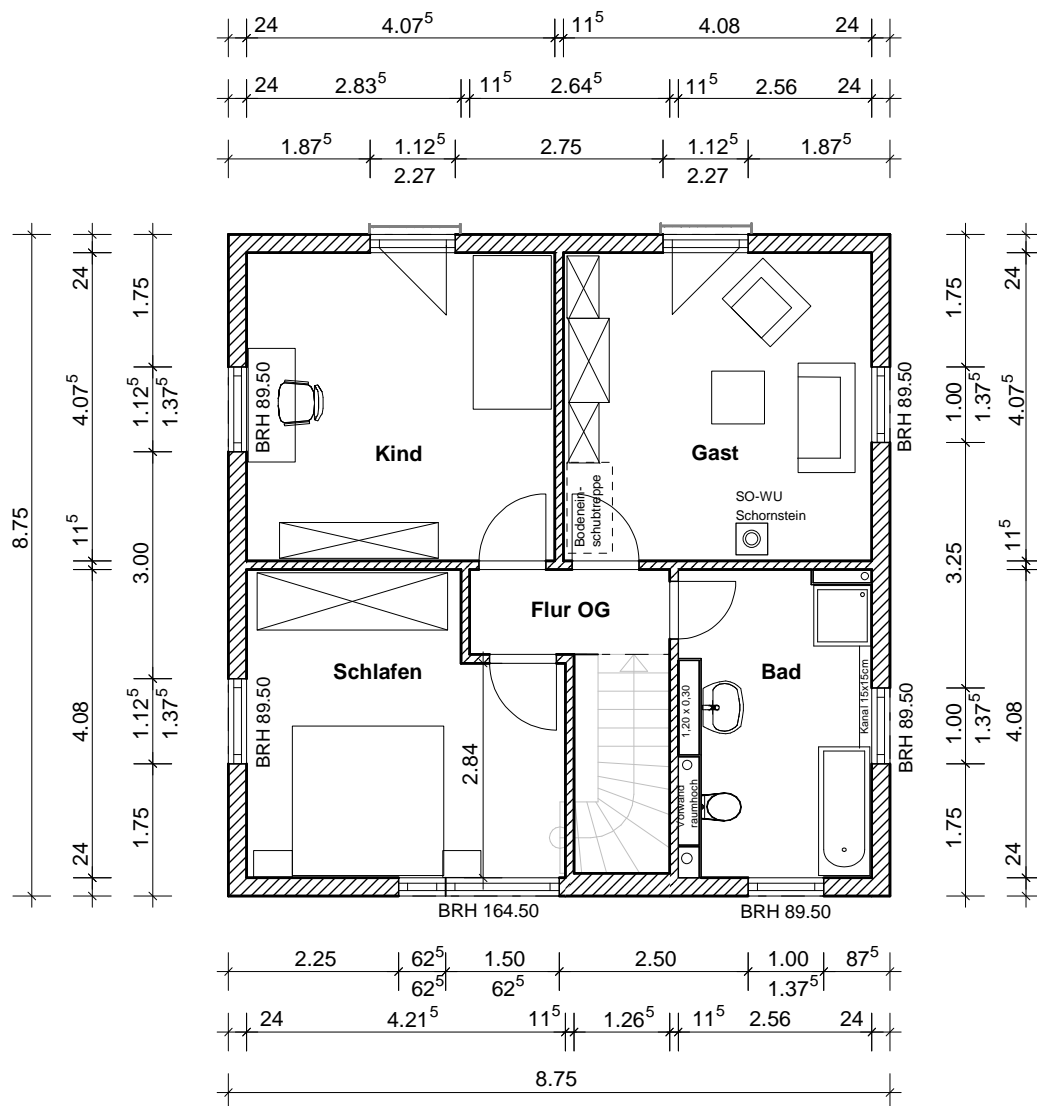 24 4.07⁵ 11⁵ 4.08
24 2.83⁵ 11⁵ 2.64⁵ 11⁵ 2.56 24
1.87⁵ 1.12⁵ 2.75 1.12⁵ 1.87⁵
2.27 2.27
8.75
24
4.07⁵
11⁵
4.08
24
1.75
1.12⁵
1.37⁵
3.00
1.12⁵
1.37⁵
1.75
BRH 89.50
BRH 89.50
Kind
Gast
Bodenein-
schubtreppe
SO-WU
Schornstein
Flur OG
Schlafen
Bad
2.84
1,20 x 0,30
Vorwand
raumhoch
Kanal 15x15cm
BRH 89.50
BRH 89.50
1.75
1.00
1.37⁵
3.25
1.00
1.37⁵
1.75
24
4.07⁵
11⁵
4.08
24
BRH 164.50
BRH 89.50
2.25 62⁵ 1.50 2.50 1.00 87⁵
62⁵ 62⁵ 1.37⁵
24 4.21⁵ 11⁵ 1.26⁵ 11⁵ 2.56 24
8.75